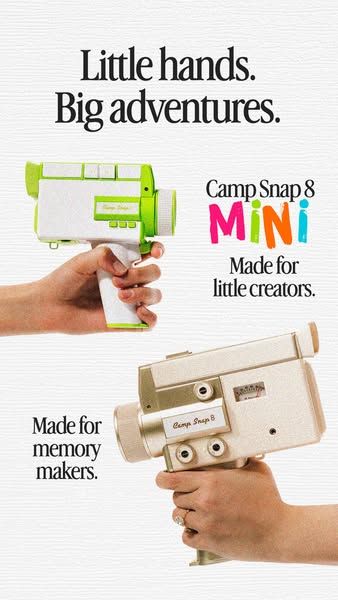 Little hands.
Big adventures.
Camp Snap 8
MiNi
Made for
little creators.
Camp Snap 8
Made for
memory
makers.
Camp Snap 8